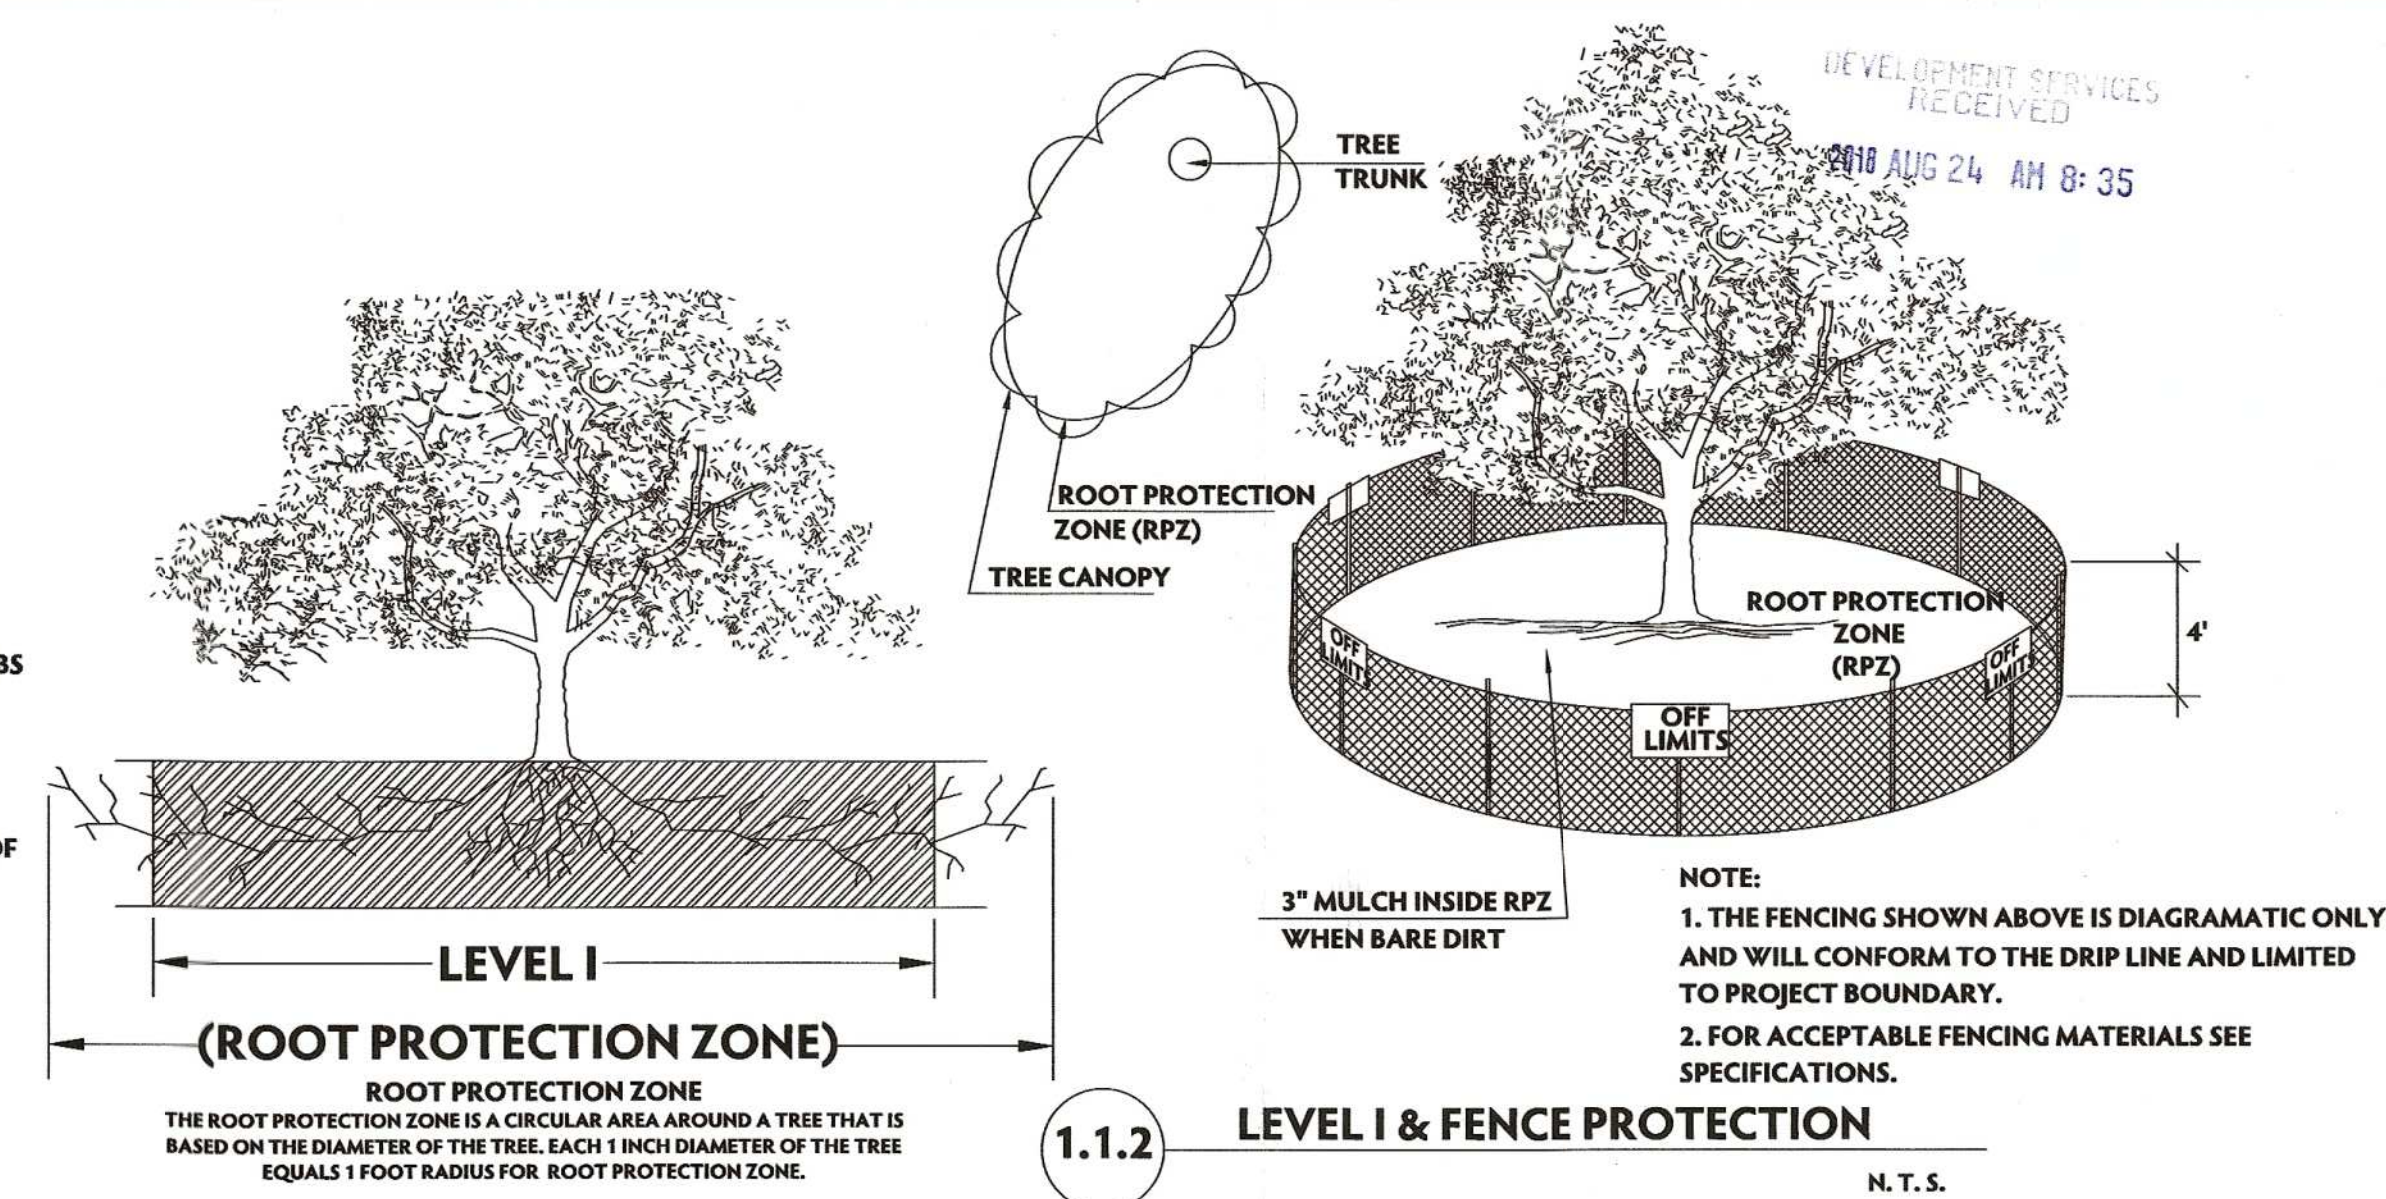 DEVELOPMENT SERVICES
RECEIVED
2018 AUG 24 AM 8:35
TREE
TRUNK
ROOT PROTECTION
ZONE (RPZ)
TREE CANOPY
BS
OF
LEVEL I
(ROOT PROTECTION ZONE)
ROOT PROTECTION ZONE
THE ROOT PROTECTION ZONE IS A CIRCULAR AREA AROUND A TREE THAT IS
BASED ON THE DIAMETER OF THE TREE. EACH 1 INCH DIAMETER OF THE TREE
EQUALS 1 FOOT RADIUS FOR ROOT PROTECTION ZONE.
ROOT PROTECTION
ZONE
(RPZ)
4'
OFF
LIMITS
OFF
LIMITS
OFF
LIMITS
3" MULCH INSIDE RPZ
WHEN BARE DIRT
NOTE:
1. THE FENCING SHOWN ABOVE IS DIAGRAMATIC ONLY
AND WILL CONFORM TO THE DRIP LINE AND LIMITED
TO PROJECT BOUNDARY.
2. FOR ACCEPTABLE FENCING MATERIALS SEE
SPECIFICATIONS.
1.1.2
LEVEL I & FENCE PROTECTION
N. T. S.